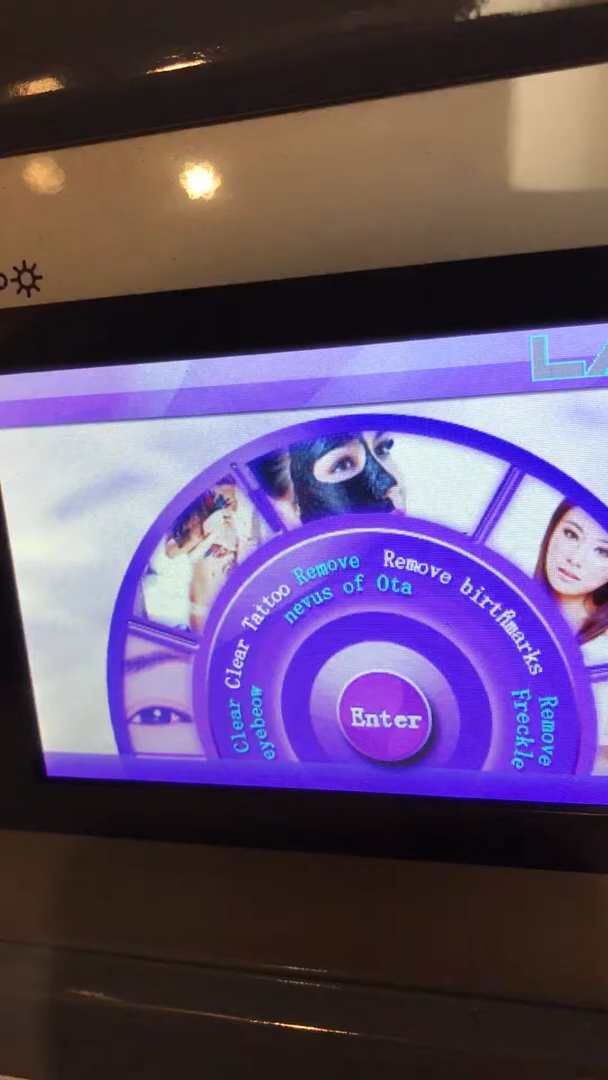 Clear
eyebeow
Clear Tattoo
Remove
nevus of Ota
Remove birthmarks
Remove
Freckle
Enter